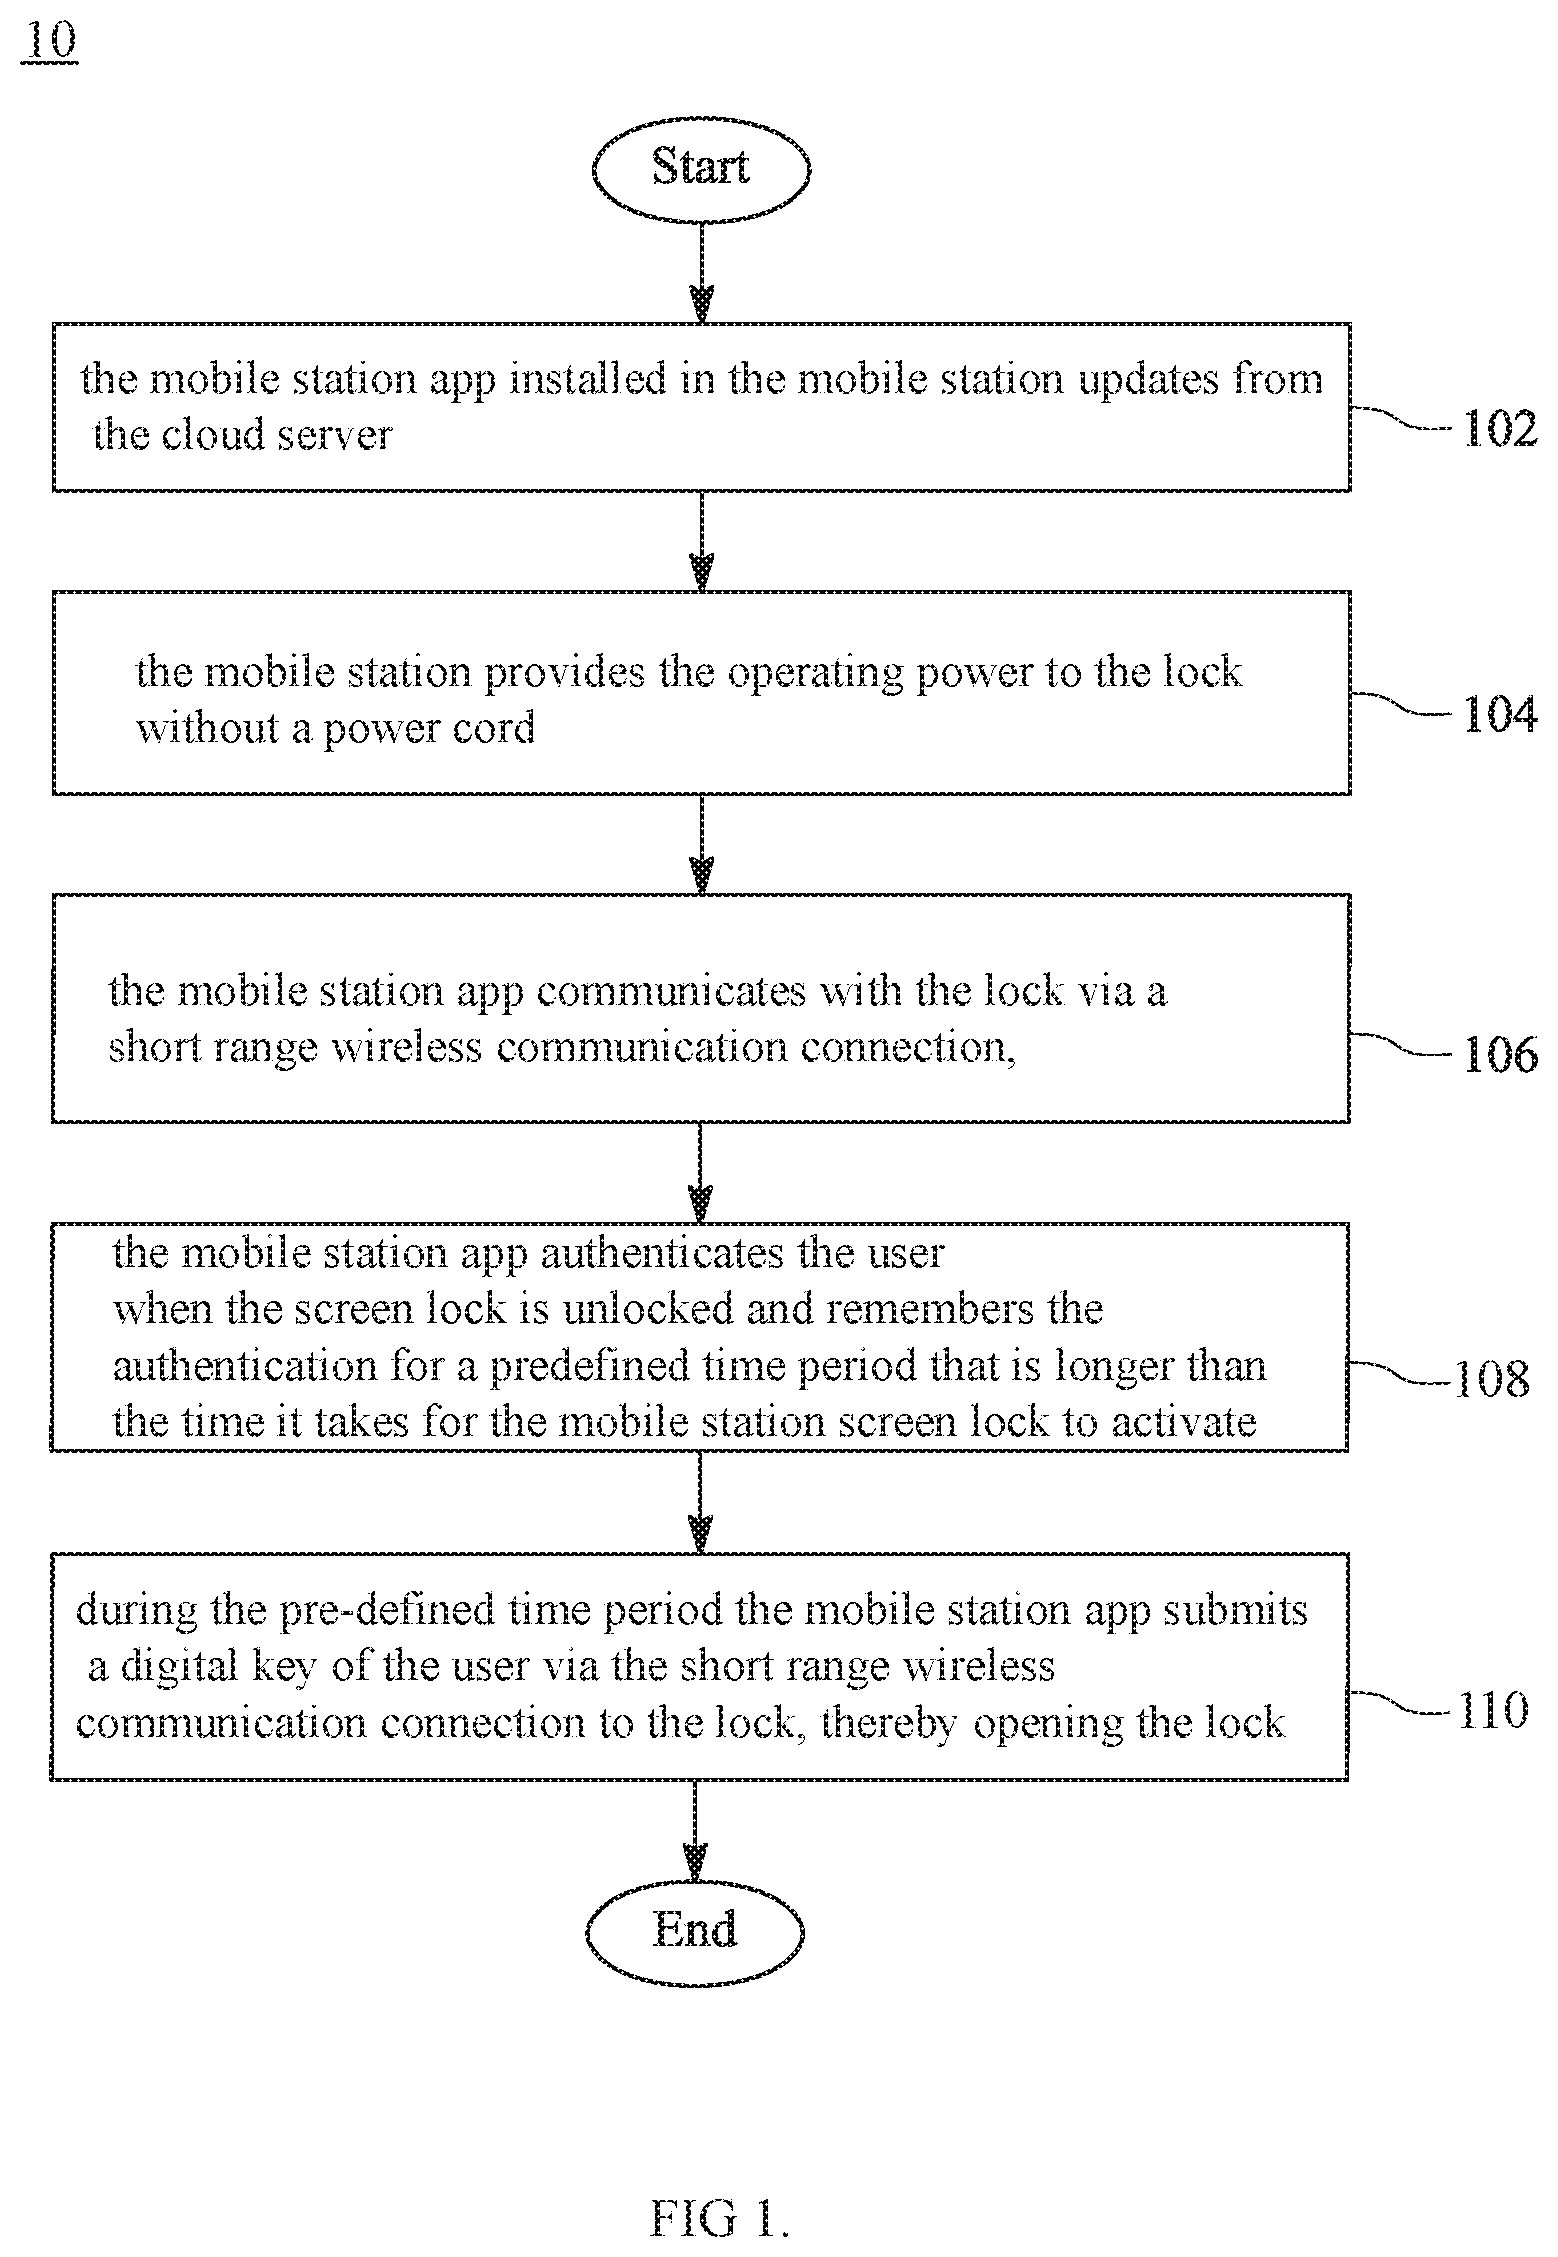 10
Start
the mobile station app installed in the mobile station updates from
the cloud server
102
the mobile station provides the operating power to the lock
without a power cord
104
the mobile station app communicates with the lock via a
short range wireless communication connection,
106
the mobile station app authenticates the user
when the screen lock is unlocked and remembers the
authentication for a predefined time period that is longer than
the time it takes for the mobile station screen lock to activate
108
during the pre-defined time period the mobile station app submits
a digital key of the user via the short range wireless
communication connection to the lock, thereby opening the lock
110
End
FIG 1.